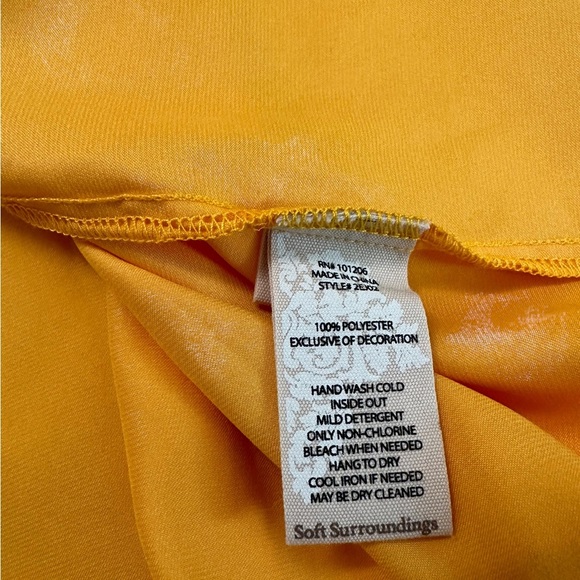 RN# 101206
MADE IN CHINA
STYLE# 2EJ02
100% POLYESTER
EXCLUSIVE OF DECORATION
HAND WASH COLD
INSIDE OUT
MILD DETERGENT
ONLY NON-CHLORINE
BLEACH WHEN NEEDED
HANG TO DRY
COOL IRON IF NEEDED
MAY BE DRY CLEANED
Soft Surroundings